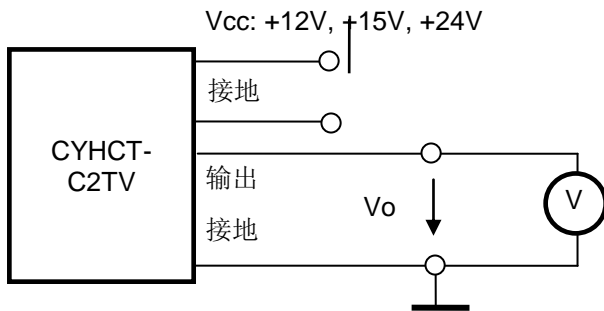 Vcc: +12V, +15V, +24V
接地
CYHCT-
C2TV
输出
Vo
V
接地